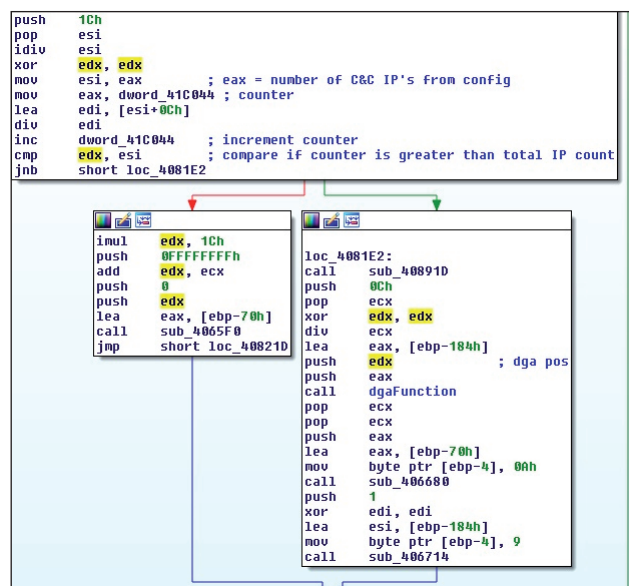 push 1Ch
pop esi
idiv esi
xor edx, edx
mov esi, eax ; eax = number of C&C IP's from config
mov eax, dword_41C044 ; counter
lea edi, [esi+0Ch]
div edi
inc dword_41C044 ; increment counter
cmp edx, esi ; compare if counter is greater than total IP count
jnb short loc_4081E2
imul edx, 1Ch
push 0FFFFFFFFh
add edx, ecx
push 0
push edx
lea eax, [ebp-70h]
call sub_4065F0
jmp short loc_40821D
loc_4081E2:
call sub_40891D
push 0Ch
pop ecx
xor edx, edx
div ecx
lea eax, [ebp-184h]
push edx ; dga pos
push eax
call dgaFunction
pop ecx
pop ecx
push eax
lea eax, [ebp-70h]
mov byte ptr [ebp-4], 0Ah
call sub_406680
push 1
xor edi, edi
lea esi, [ebp-184h]
mov byte ptr [ebp-4], 9
call sub_406714